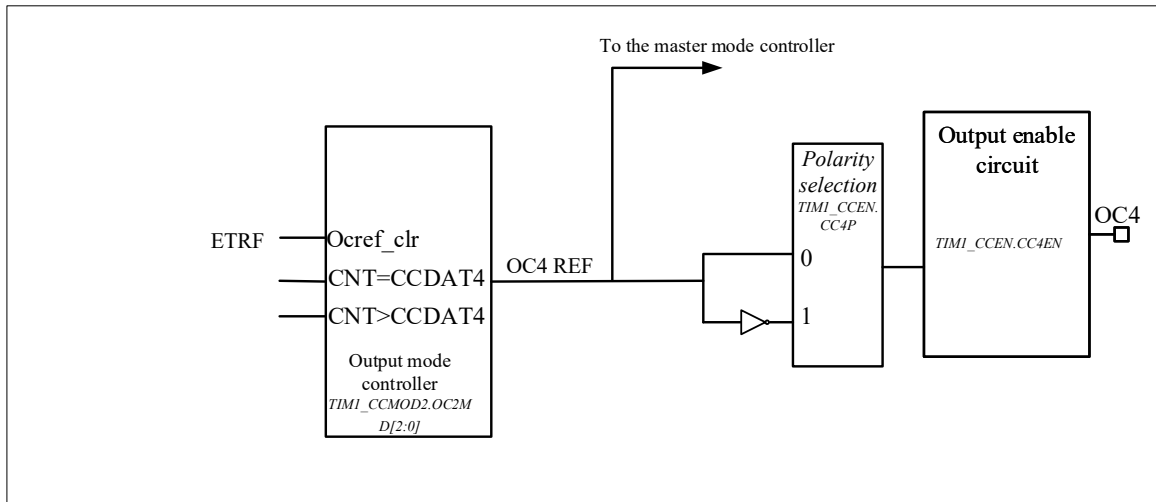 To the master mode controller
ETRF
Ocref_clr
CNT=CCDAT4
CNT>CCDAT4
Output mode
controller
TIM1_CCMOD2.OC2M
D[2:0]
OC4 REF
Polarity
selection
TIM1_CCEN.
CC4P
0
1
Output enable
circuit
TIM1_CCEN.CC4EN
OC4